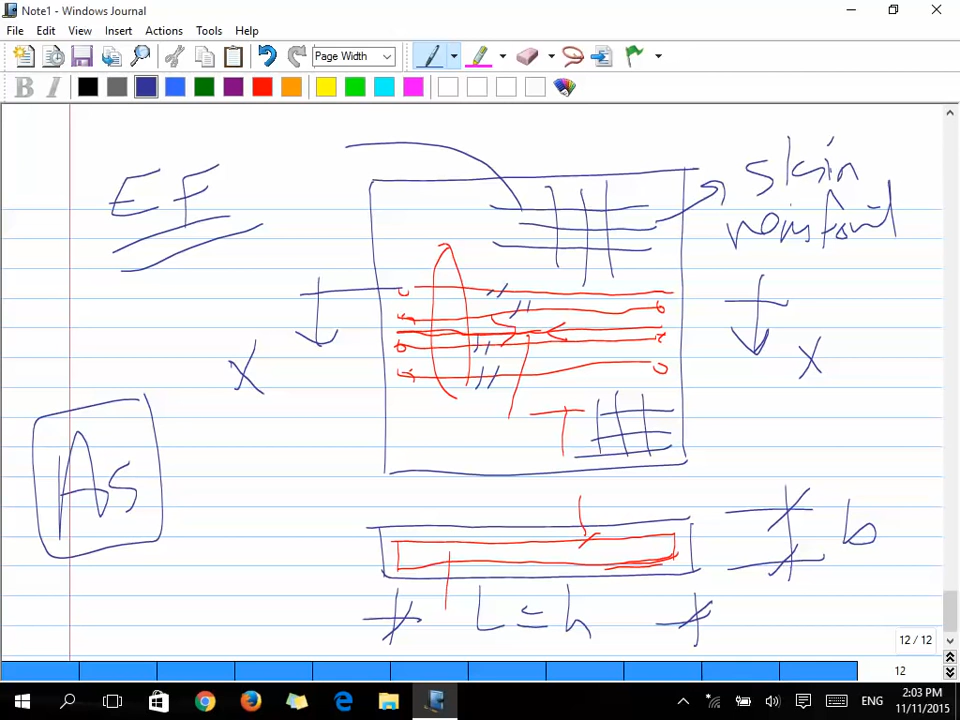 Note1 - Windows Journal
File Edit View Insert Actions Tools Help
Page Width
B I
EF
skin
X
X
As
b
L = h
12 / 12
12
ENG
2:03 PM
11/11/2015